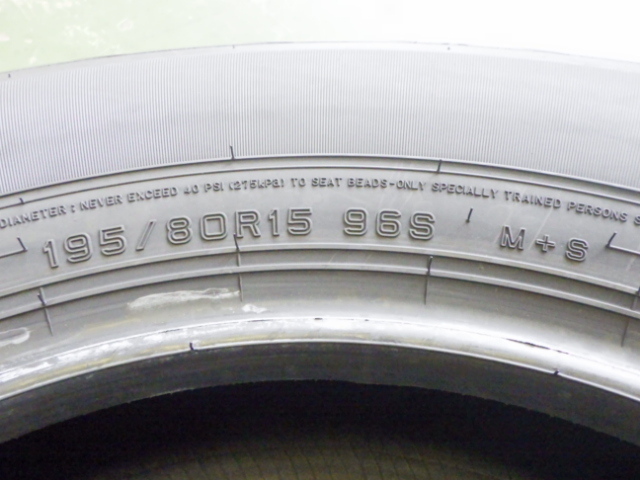 DIAMETER : NEVER EXCEED 40 PSI (275kPa) TO SEAT BEADS-ONLY SPECIALLY TRAINED PERSONS
195/80R15 96S M+S